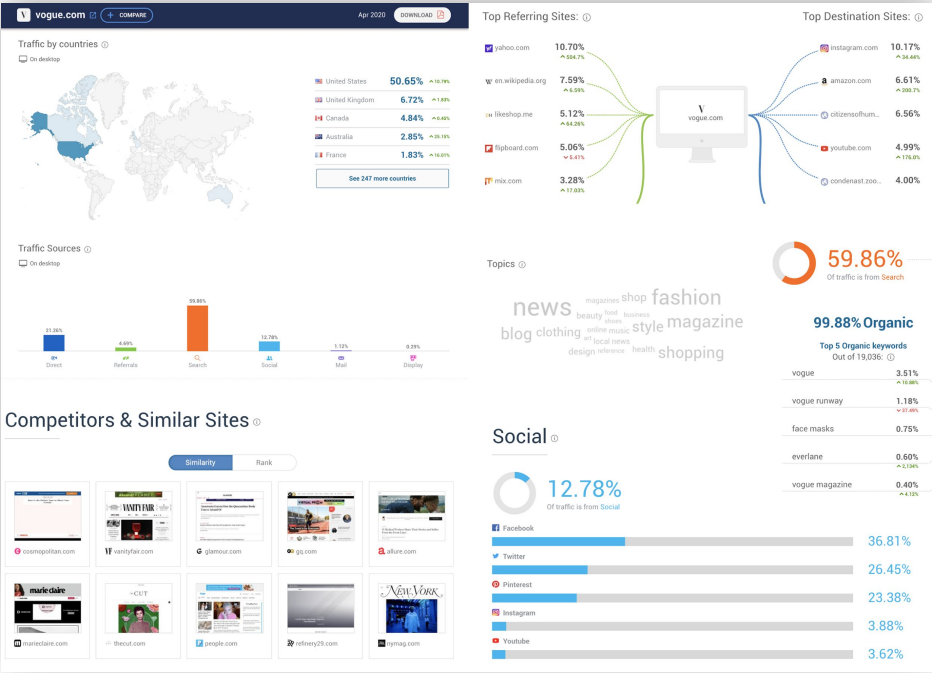 vogue.com
+ COMPARE
Apr 2020
DOWNLOAD
Traffic by countries
On desktop
United States 50.65% 10.79%
United Kingdom 6.72% 1.89%
Canada 4.84%
Australia 2.85% 25.15%
France 1.83% 16.01%
See 247 more countries
Traffic Sources
On desktop
21.26% 4.69% 59.86% 12.78% 1.12% 0.29%
Direct Referrals Search Social Mail Display
Competitors & Similar Sites
Similarity Rank
VANITY FAIR
cosmopolitan.com vanityfair.com glamour.com gq.com allure.com
marie claire
THE CUT
NEW YORK
marieclaire.com thecut.com people.com refinery29.com nymag.com
Top Referring Sites:
yahoo.com 10.70%
504.7%
en.wikipedia.org 7.59%
6.59%
likeshop.me 5.12%
64.26%
flipboard.com 5.06%
5.41%
mix.com 3.28%
17.03%
V
vogue.com
Top Destination Sites:
instagram.com 10.17%
34.44%
amazon.com 6.61%
200.7%
citizensofhum... 6.56%
youtube.com 4.99%
176.0%
condenast.zoo... 4.00%
Topics
news magazines shop fashion
beauty food business
shoes
blog clothing online music style magazine
art local news
design reference health shopping
59.86%
Of traffic is from Search
99.88% Organic
Top 5 Organic keywords
Out of 19,036:
vogue 3.51%
10.88%
vogue runway 1.18%
37.49%
face masks 0.75%
everlane 0.60%
2,134%
vogue magazine 0.40%
4.12%
Social
12.78%
Of traffic is from Social
Facebook
36.81%
Twitter
26.45%
Pinterest
23.38%
Instagram
3.88%
Youtube
3.62%